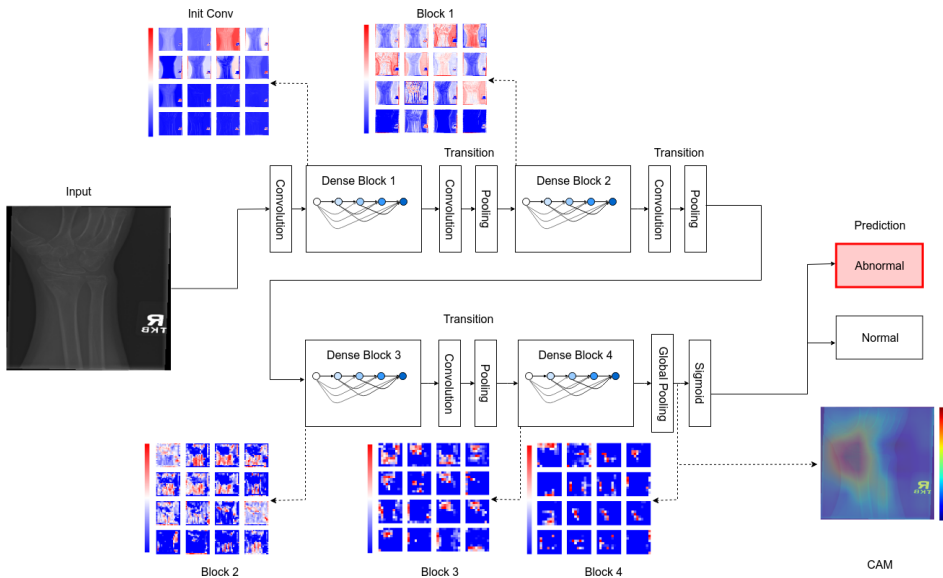 Init Conv
Block 1
Input
Convolution
Dense Block 1
Transition
Convolution
Pooling
Dense Block 2
Transition
Convolution
Pooling
Prediction
Abnormal
Normal
R
TKB
Dense Block 3
Transition
Convolution
Pooling
Dense Block 4
Global Pooling
Sigmoid
R
Block 2
Block 3
Block 4
CAM